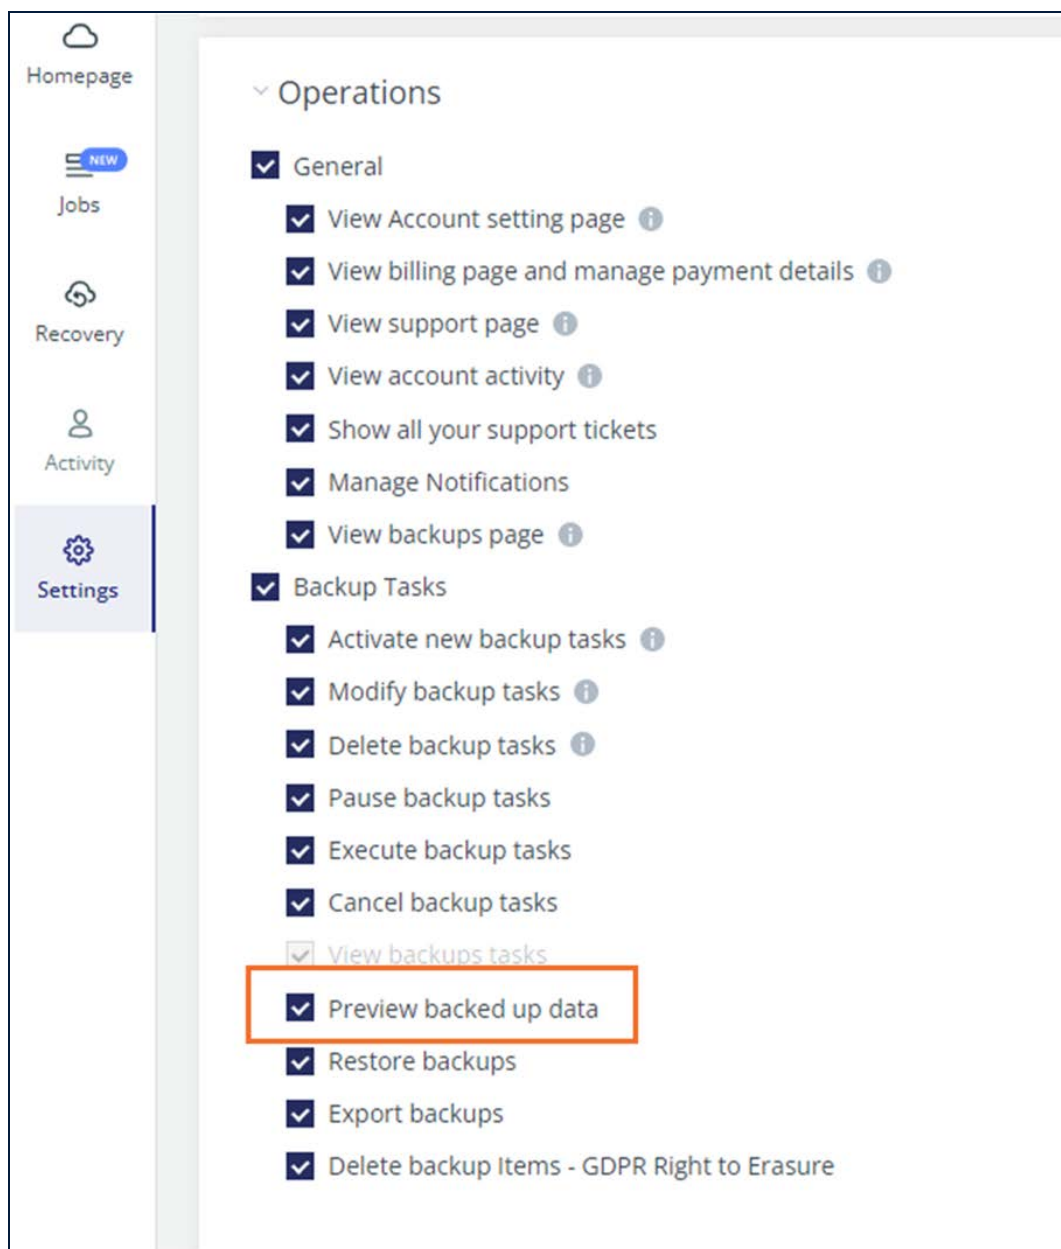 Homepage
NEW
Jobs
Recovery
Activity
Settings
Operations
General
View Account setting page
View billing page and manage payment details
View support page
View account activity
Show all your support tickets
Manage Notifications
View backups page
Backup Tasks
Activate new backup tasks
Modify backup tasks
Delete backup tasks
Pause backup tasks
Execute backup tasks
Cancel backup tasks
View backups tasks
Preview backed up data
Restore backups
Export backups
Delete backup Items - GDPR Right to Erasure